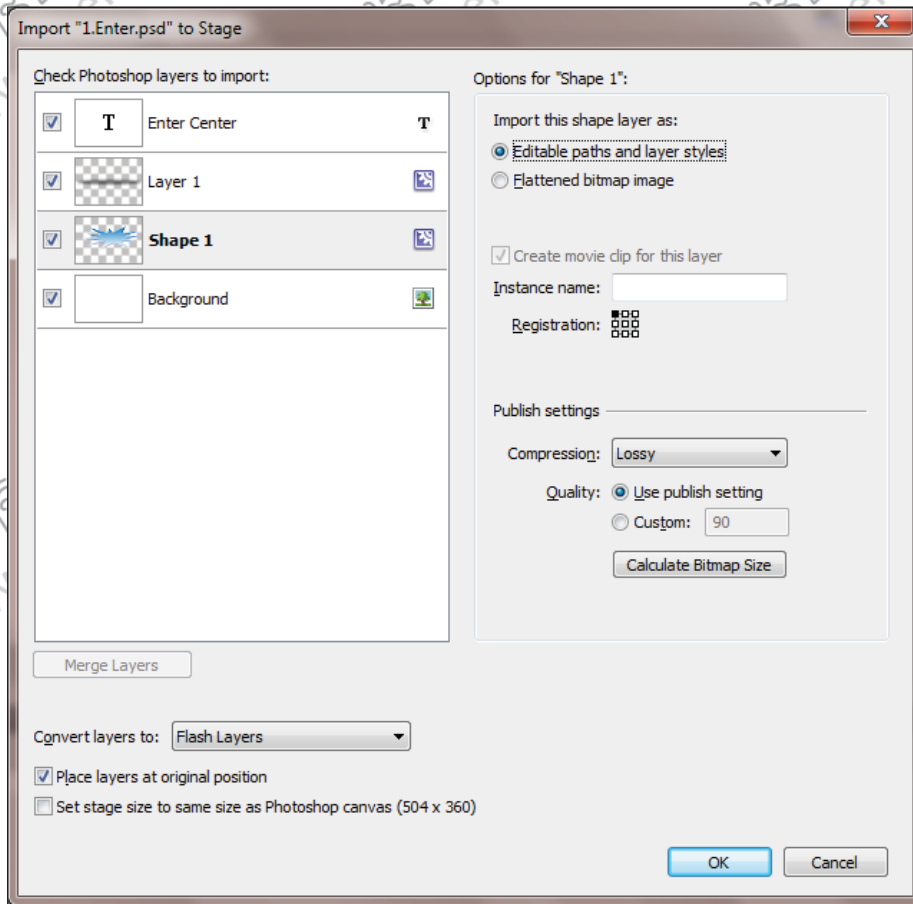 Import "1.Enter.psd" to Stage
Check Photoshop layers to import:
T Enter Center T
Layer 1
Shape 1
Background
Merge Layers
Options for "Shape 1":
Import this shape layer as:
Editable paths and layer styles
Flattened bitmap image
Create movie clip for this layer
Instance name:
Registration:
Publish settings
Compression: Lossy
Quality: Use publish setting
Custom: 90
Calculate Bitmap Size
Convert layers to: Flash Layers
Place layers at original position
Set stage size to same size as Photoshop canvas (504 x 360)
OK Cancel